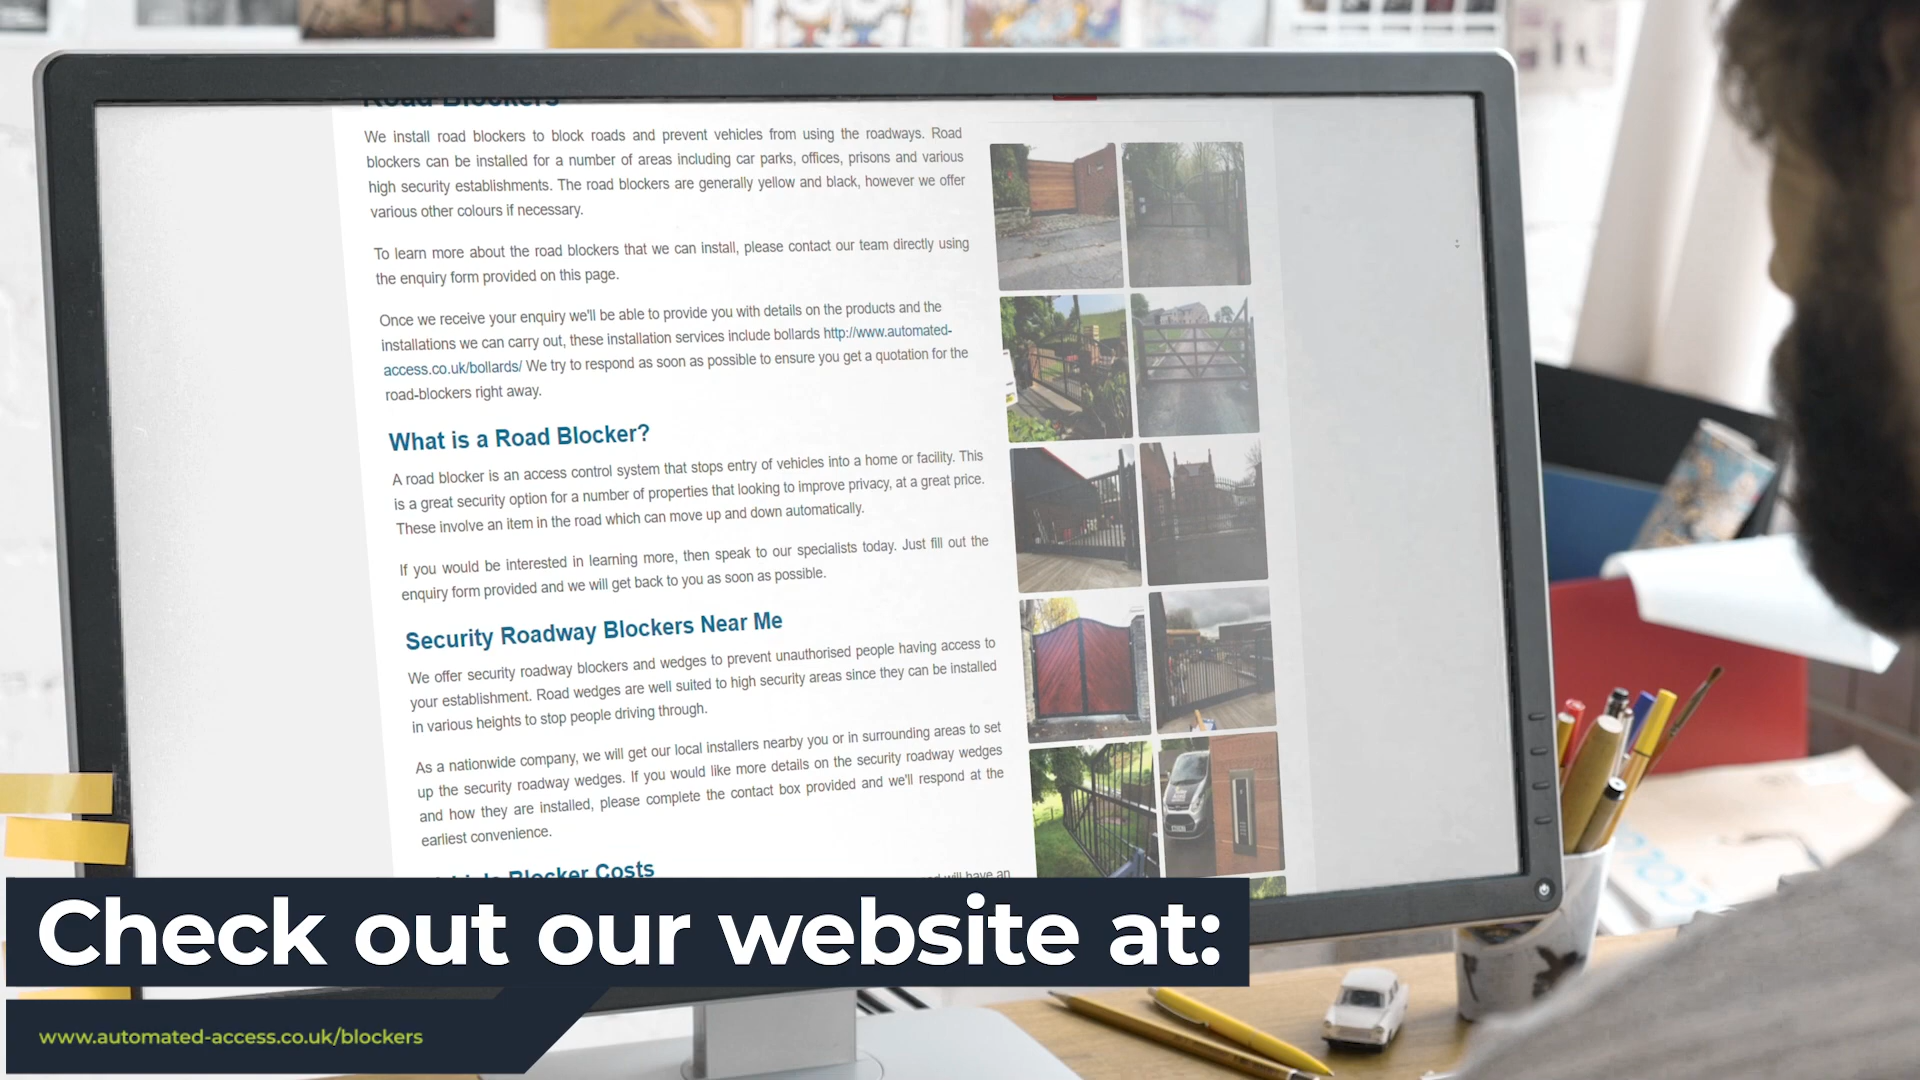 Road Blockers
We install road blockers to block roads and prevent vehicles from using the roadways. Road
blockers can be installed for a number of areas including car parks, offices, prisons and various
high security establishments. The road blockers are generally yellow and black, however we offer
various other colours if necessary.
To learn more about the road blockers that we can install, please contact our team directly using
the enquiry form provided on this page.
Once we receive your enquiry we'll be able to provide you with details on the products and the
installations we can carry out, these installation services include bollards http://www.automated-
access.co.uk/bollards/ We try to respond as soon as possible to ensure you get a quotation for the
road-blockers right away.
What is a Road Blocker?
A road blocker is an access control system that stops entry of vehicles into a home or facility. This
is a great security option for a number of properties that looking to improve privacy, at a great price.
These involve an item in the road which can move up and down automatically.
If you would be interested in learning more, then speak to our specialists today. Just fill out the
enquiry form provided and we will get back to you as soon as possible.
Security Roadway Blockers Near Me
We offer security roadway blockers and wedges to prevent unauthorised people having access to
your establishment. Road wedges are well suited to high security areas since they can be installed
in various heights to stop people driving through.
As a nationwide company, we will get our local installers nearby you or in surrounding areas to set
up the security roadway wedges. If you would like more details on the security roadway wedges
and how they are installed, please complete the contact box provided and we'll respond at the
earliest convenience.
Blocker Costs
will have an
Check out our website at:
www.automated-access.co.uk/blockers